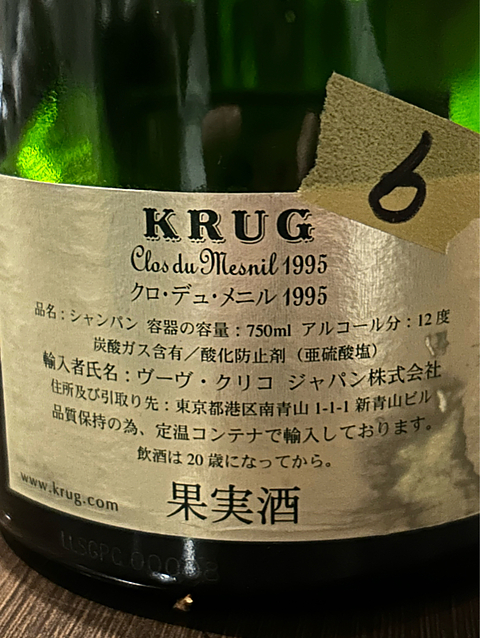 6
KRUG
Clos du Mesnil 1995
クロ・デュ・メニル 1995
品名：シャンパン 容器の容量：750ml アルコール分：12度
炭酸ガス含有／酸化防止剤（亜硫酸塩）
輸入者氏名：ヴーヴ・クリコ ジャパン株式会社
住所及び引取り先：東京都港区南青山 1-1-1 新青山ビル
品質保持の為、定温コンテナで輸入しております。
飲酒は20歳になってから。
www.krug.com
果実酒